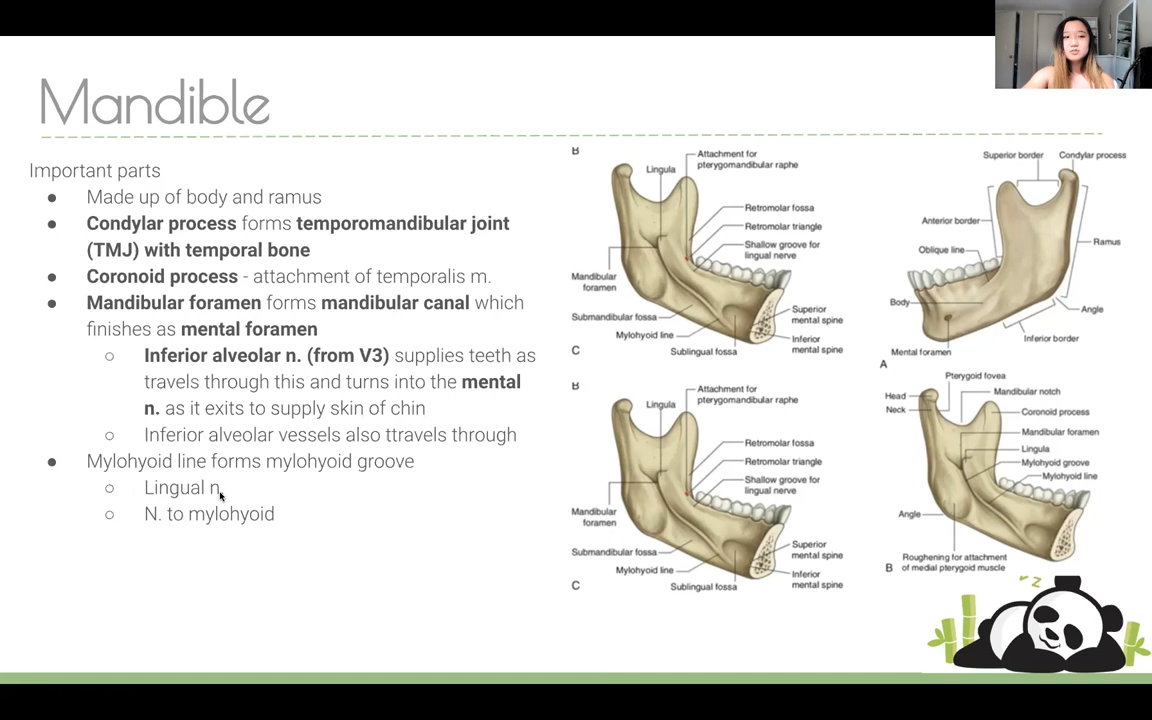 Mandible
Important parts
● Made up of body and ramus
● Condylar process forms temporomandibular joint
(TMJ) with temporal bone
● Coronoid process - attachment of temporalis m.
● Mandibular foramen forms mandibular canal which
finishes as mental foramen
○ Inferior alveolar n. (from V3) supplies teeth as
travels through this and turns into the mental
n. as it exits to supply skin of chin
○ Inferior alveolar vessels also ttravels through
● Mylohyoid line forms mylohyoid groove
○ Lingual n.
○ N. to mylohyoid
B
Lingula
Attachment for
pterygomandibular raphe
Retromolar fossa
Retromolar triangle
Shallow groove for
lingual nerve
Mandibular
foramen
Submandibular fossa
Mylohyoid line
Sublingual fossa
Superior
mental spine
Inferior
mental spine
C
Superior border
Condylar process
Anterior border
Oblique line
Ramus
Body
Angle
Inferior border
Mental foramen
A
B
Lingula
Attachment for
pterygomandibular raphe
Retromolar fossa
Retromolar triangle
Shallow groove for
lingual nerve
Mandibular
foramen
Submandibular fossa
Mylohyoid line
Sublingual fossa
Superior
mental spine
Inferior
mental spine
C
Pterygoid fovea
Head
Neck
Mandibular notch
Coronoid process
Mandibular foramen
Lingula
Mylohyoid groove
Mylohyoid line
Angle
Roughening for attachment
of medial pterygoid muscle
B
z z